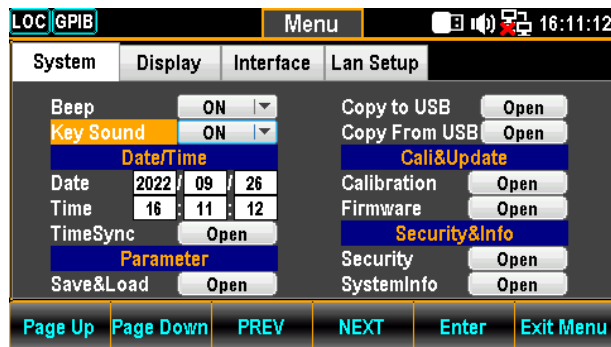 LOC GPIB Menu 16:11:12
System Display Interface Lan Setup
Beep ON Copy to USB Open
Key Sound ON Copy From USB Open
Date/Time Cali&Update
Date 2022 / 09 / 26 Calibration Open
Time 16 : 11 : 12 Firmware Open
TimeSync Open Security&Info
Parameter Security Open
Save&Load Open SystemInfo Open
Page Up Page Down PREV NEXT Enter Exit Menu